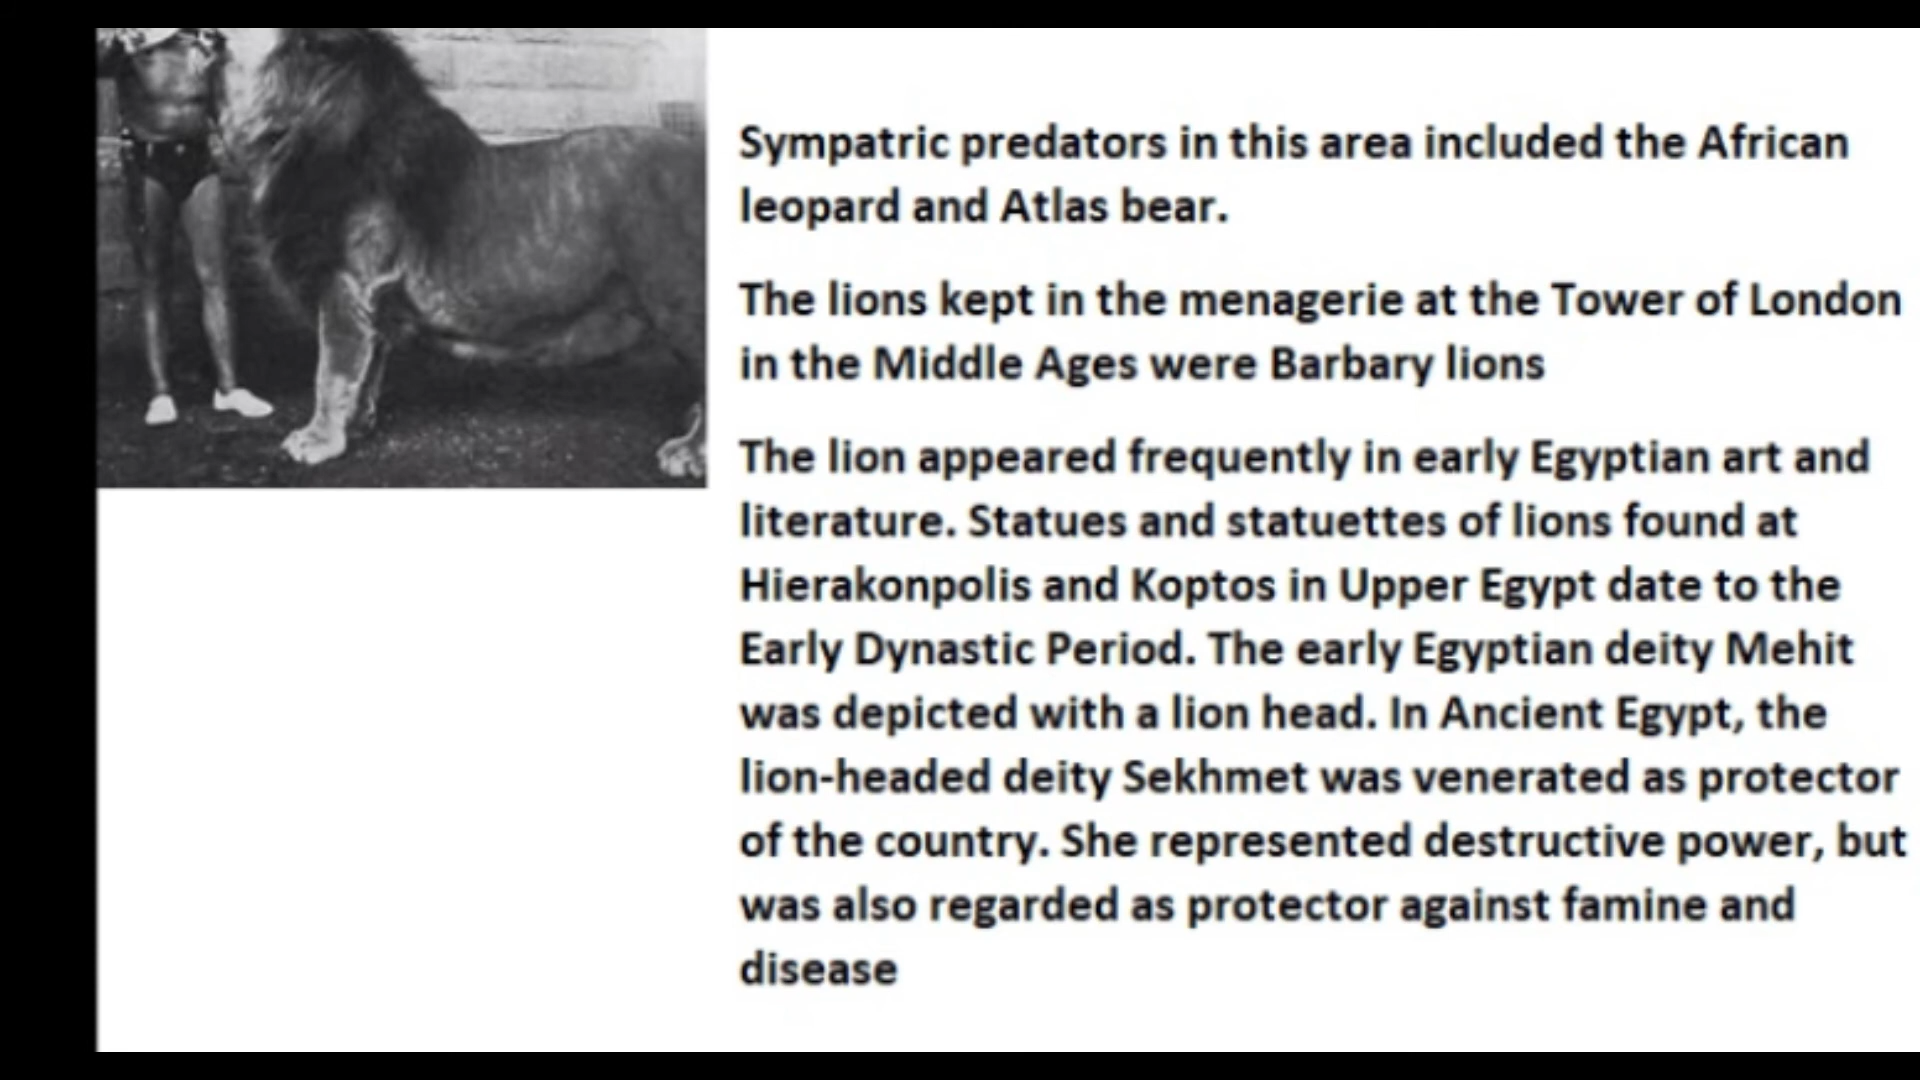 Sympatric predators in this area included the African
leopard and Atlas bear.
The lions kept in the menagerie at the Tower of London
in the Middle Ages were Barbary lions
The lion appeared frequently in early Egyptian art and
literature. Statues and statuettes of lions found at
Hierakonpolis and Koptos in Upper Egypt date to the
Early Dynastic Period. The early Egyptian deity Mehit
was depicted with a lion head. In Ancient Egypt, the
lion-headed deity Sekhmet was venerated as protector
of the country. She represented destructive power, but
was also regarded as protector against famine and
disease